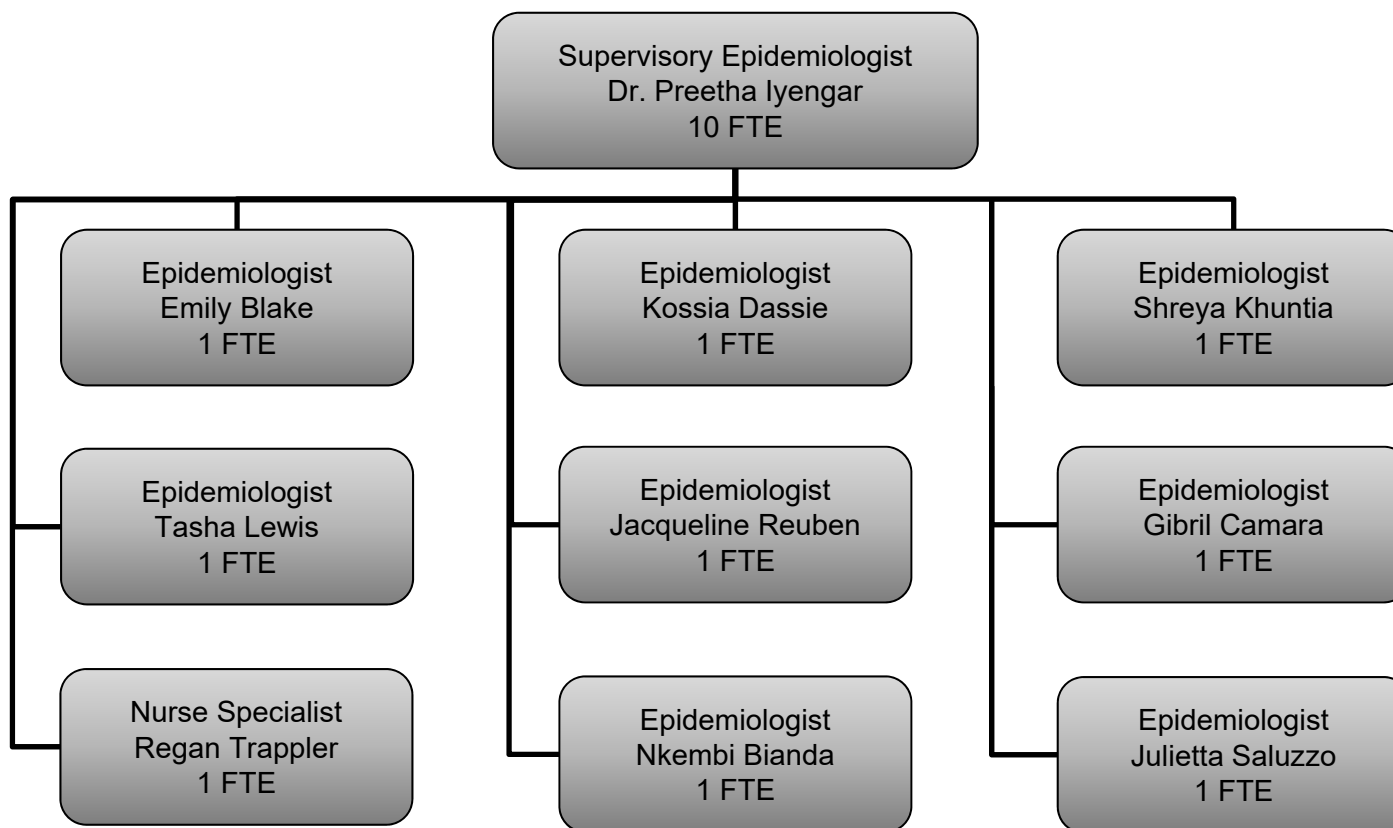 Supervisory Epidemiologist
Dr. Preetha Iyengar
10 FTE
Epidemiologist
Emily Blake
1 FTE
Epidemiologist
Kossia Dassie
1 FTE
Epidemiologist
Shreya Khuntia
1 FTE
Epidemiologist
Tasha Lewis
1 FTE
Epidemiologist
Jacqueline Reuben
1 FTE
Epidemiologist
Gibril Camara
1 FTE
Nurse Specialist
Regan Trappler
1 FTE
Epidemiologist
Nkembi Bianda
1 FTE
Epidemiologist
Julietta Saluzzo
1 FTE